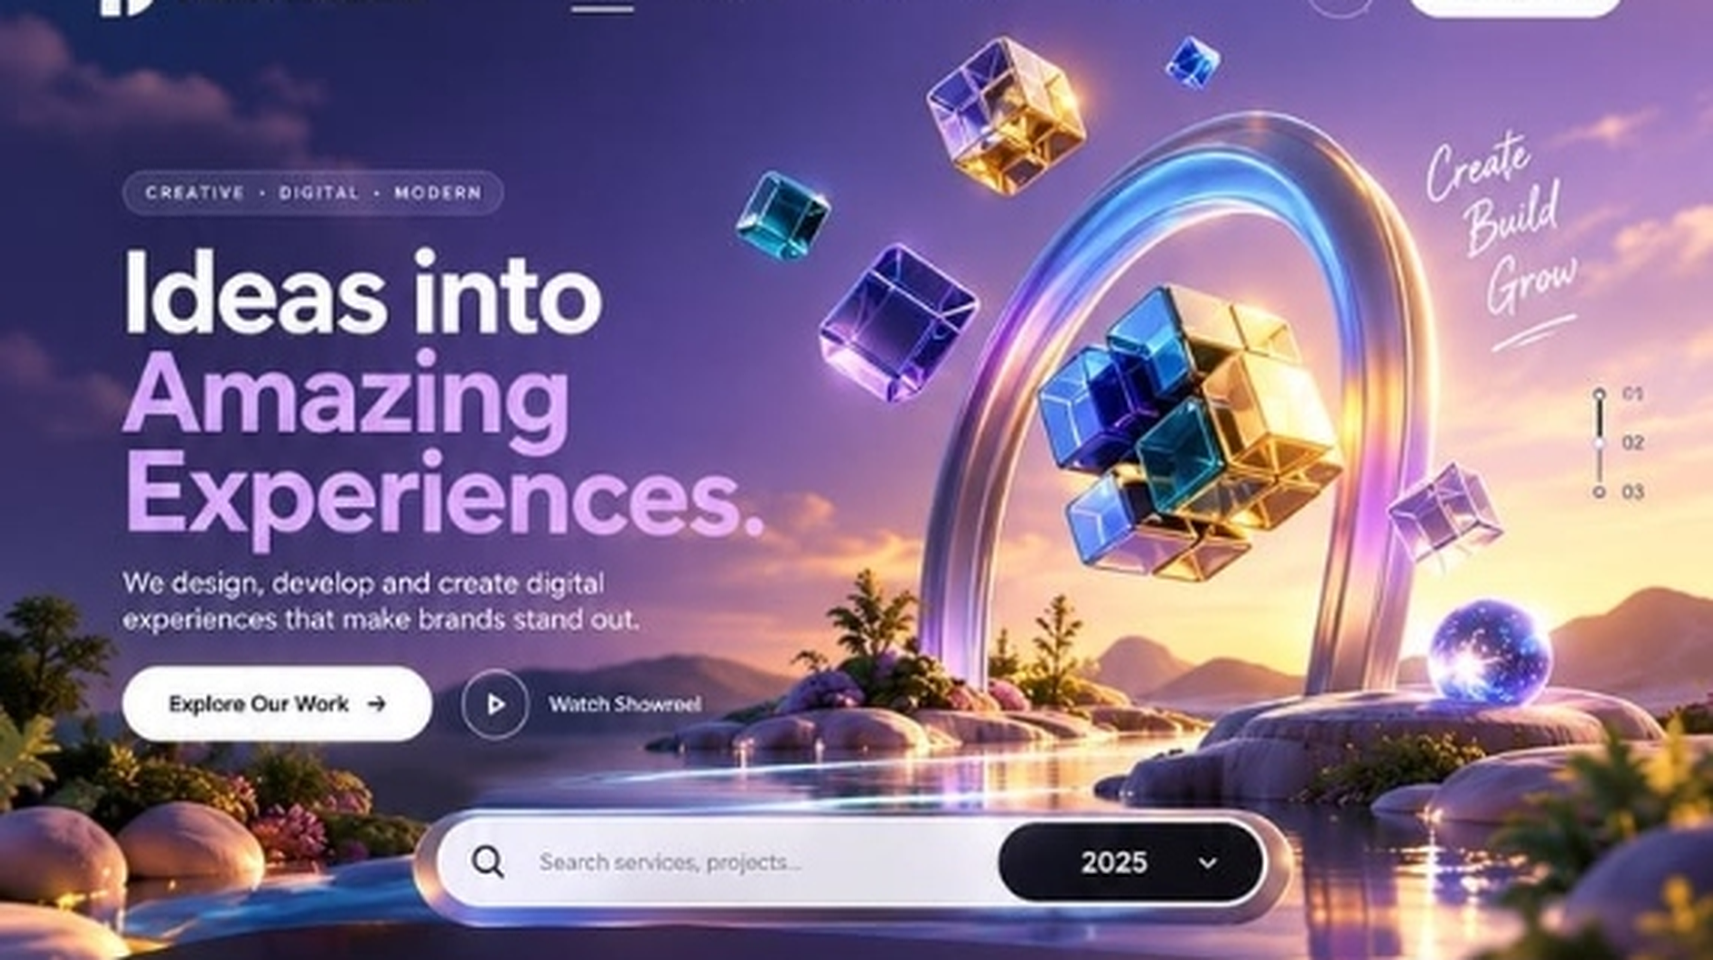 CREATIVE • DIGITAL • MODERN
Ideas into
Amazing
Experiences.
We design, develop and create digital
experiences that make brands stand out.
Explore Our Work →
Watch Showreel
Create
Build
Grow
01
02
03
Search services, projects...
2025